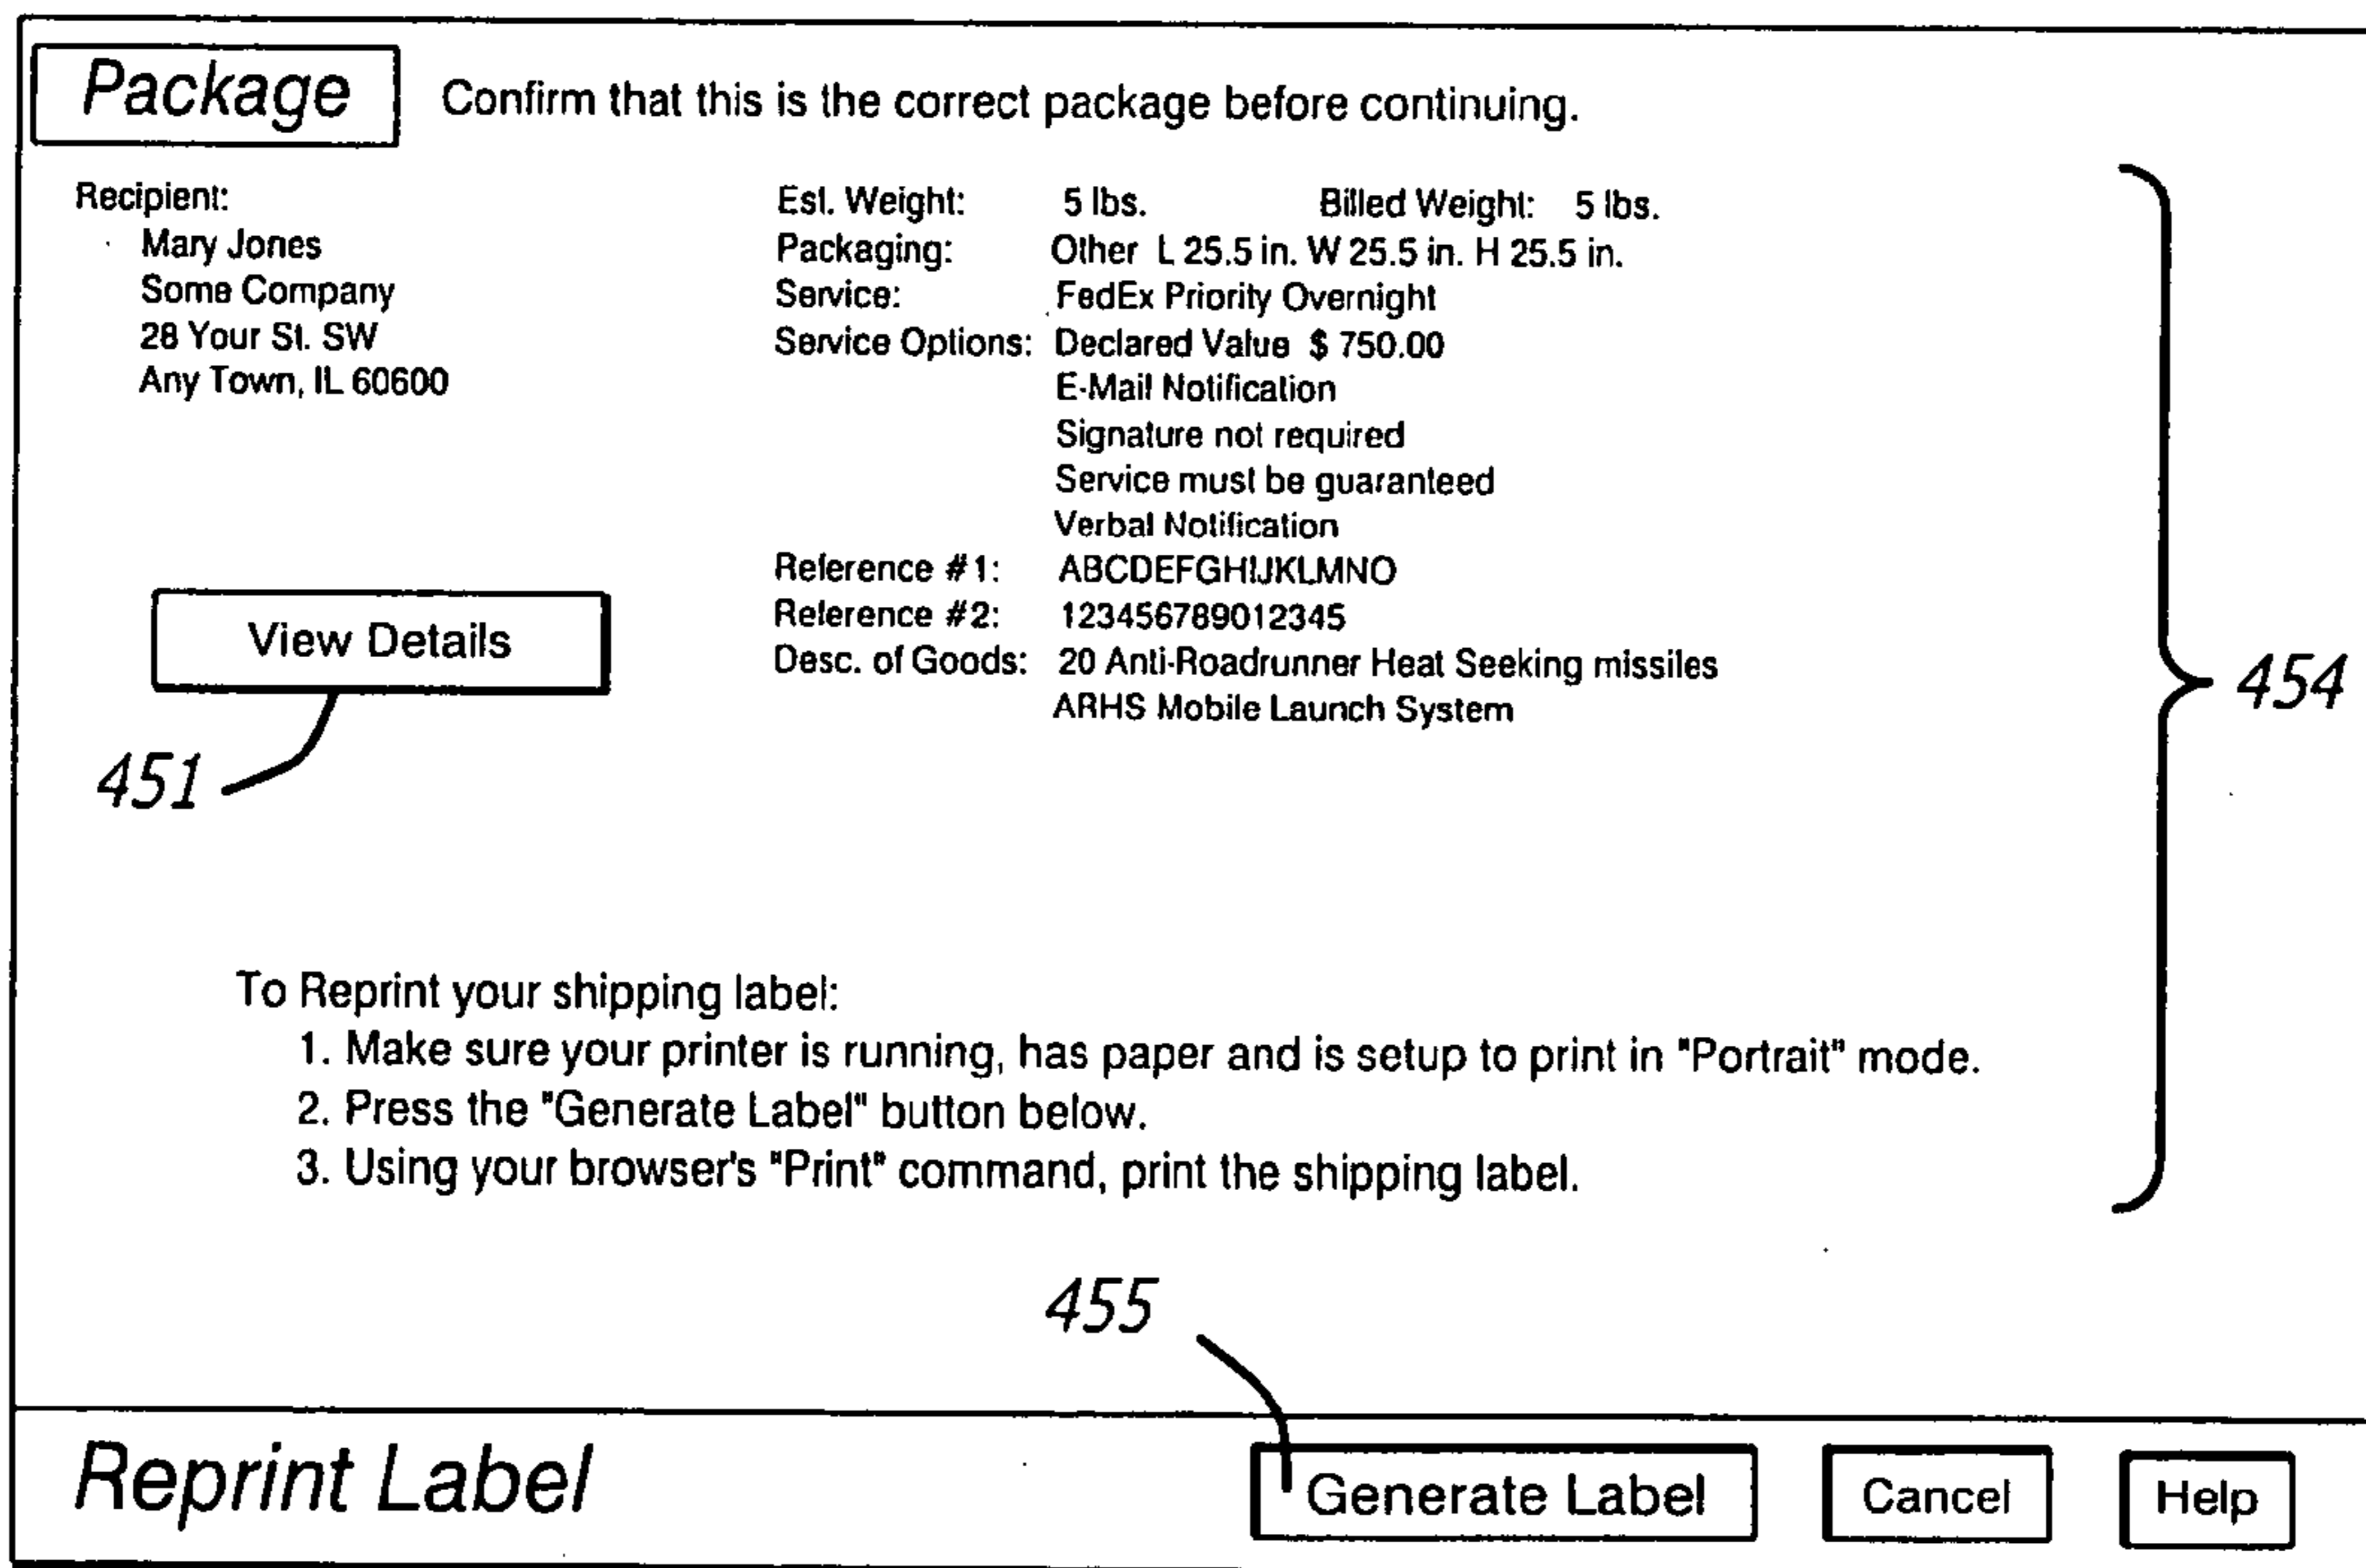 Package
Confirm that this is the correct package before continuing.
Recipient:
Mary Jones
Some Company
28 Your St. SW
Any Town, IL 60600
View Details
451
Est. Weight: 5 lbs. Billed Weight: 5 lbs.
Packaging: Other L 25.5 in. W 25.5 in. H 25.5 in.
Service: FedEx Priority Overnight
Service Options: Declared Value $ 750.00
E-Mail Notification
Signature not required
Service must be guaranteed
Verbal Notification
Reference #1: ABCDEFGHIJKLMNO
Reference #2: 123456789012345
Desc. of Goods: 20 Anti-Roadrunner Heat Seeking missiles
ARHS Mobile Launch System
454
To Reprint your shipping label:
1. Make sure your printer is running, has paper and is setup to print in "Portrait" mode.
2. Press the "Generate Label" button below.
3. Using your browser's "Print" command, print the shipping label.
455
Reprint Label
Generate Label
Cancel
Help